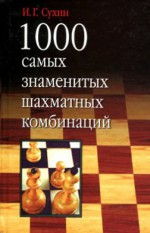 И. Г. Сухин
1000
самых
знаменитых
шахматных
комбинаций